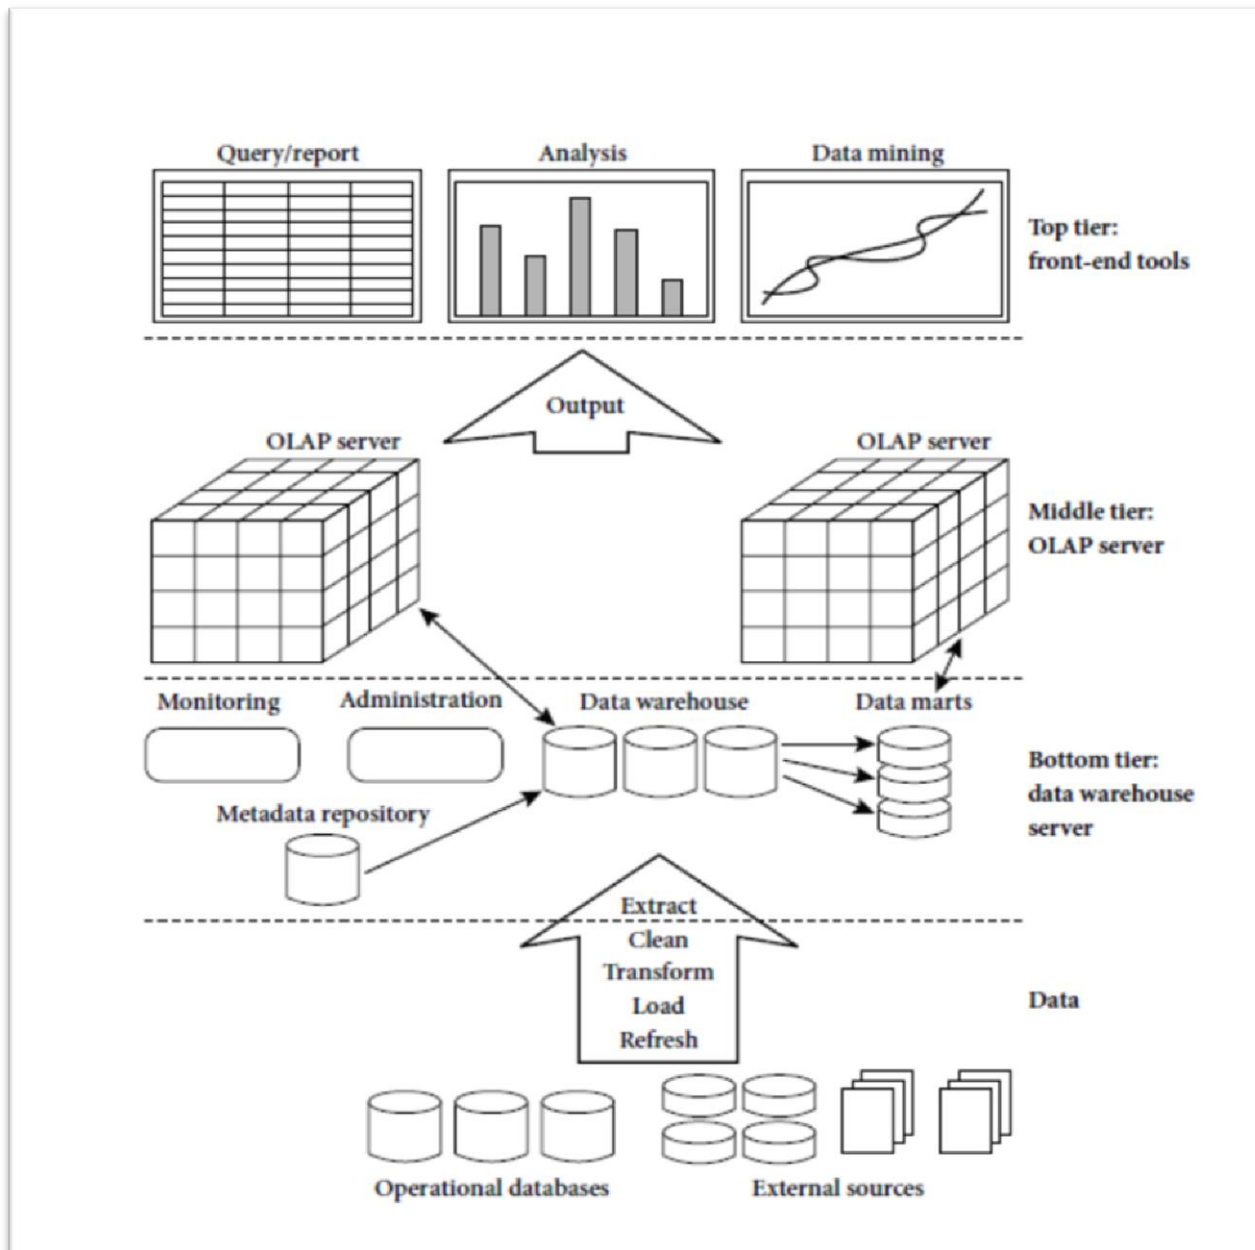 Query/report
Analysis
Data mining
Top tier:
front-end tools
Output
OLAP server
OLAP server
Middle tier:
OLAP server
Monitoring
Administration
Data warehouse
Data marts
Metadata repository
Bottom tier:
data warehouse
server
Extract
Clean
Transform
Load
Refresh
Data
Operational databases
External sources